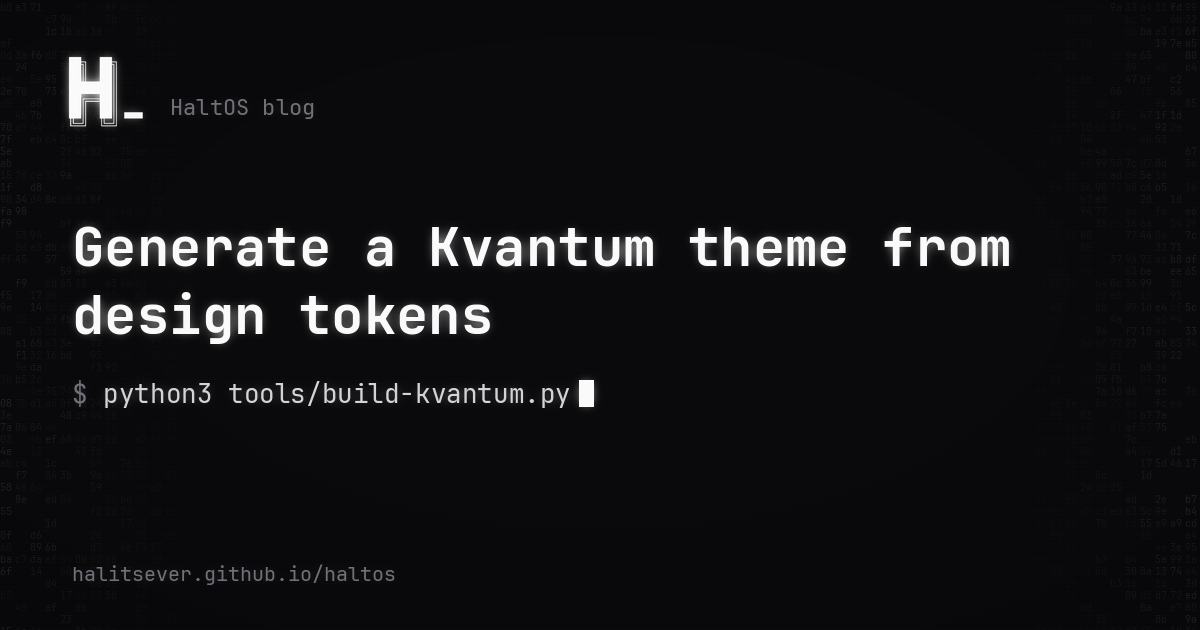 H_
HaltOS blog
Generate a Kvantum theme from
design tokens
$ python3 tools/build-kvantum.py
halitsever.github.io/haltos